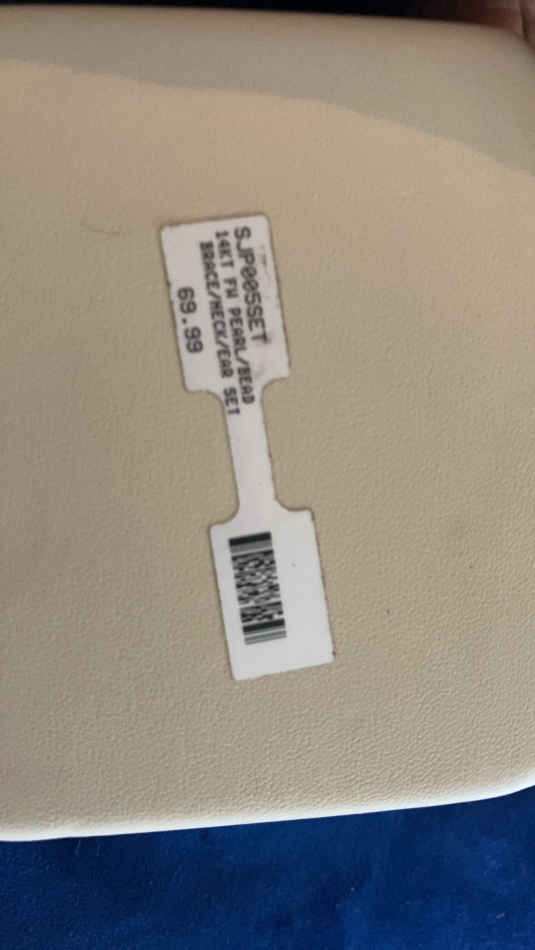 SJP005SET
14KT FW PEARL/BEAD
BRACE/NECK/EAR SET
69.99